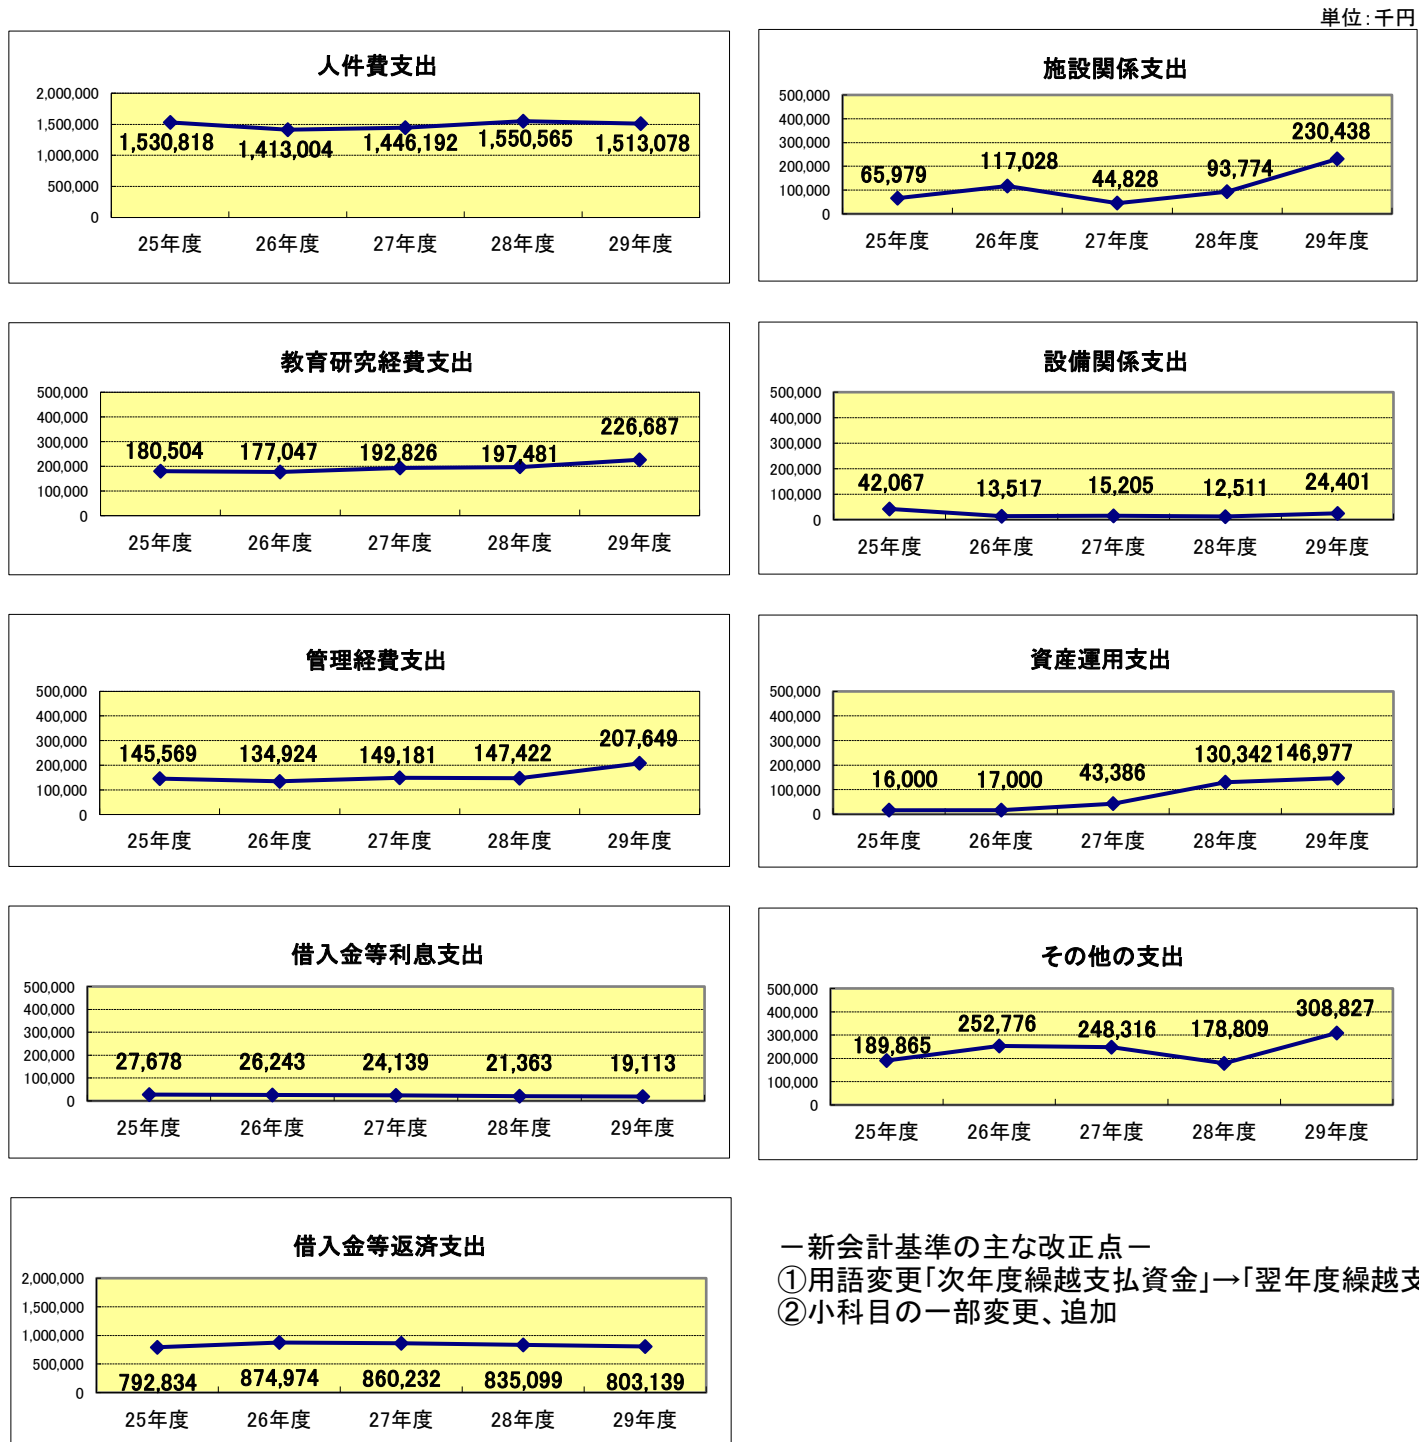 単位：千円
人件費支出
2,000,000
1,500,000
1,000,000
500,000
0
1,530,818
1,413,004
1,446,192
1,550,565
1,513,078
25年度
26年度
27年度
28年度
29年度
施設関係支出
500,000
400,000
300,000
200,000
100,000
0
65,979
117,028
44,828
93,774
230,438
25年度
26年度
27年度
28年度
29年度
教育研究経費支出
500,000
400,000
300,000
200,000
100,000
0
180,504
177,047
192,826
197,481
226,687
25年度
26年度
27年度
28年度
29年度
設備関係支出
500,000
400,000
300,000
200,000
100,000
0
42,067
13,517
15,205
12,511
24,401
25年度
26年度
27年度
28年度
29年度
管理経費支出
500,000
400,000
300,000
200,000
100,000
0
145,569
134,924
149,181
147,422
207,649
25年度
26年度
27年度
28年度
29年度
資産運用支出
500,000
400,000
300,000
200,000
100,000
0
16,000
17,000
43,386
130,342
146,977
25年度
26年度
27年度
28年度
29年度
借入金等利息支出
500,000
400,000
300,000
200,000
100,000
0
27,678
26,243
24,139
21,363
19,113
25年度
26年度
27年度
28年度
29年度
その他の支出
500,000
400,000
300,000
200,000
100,000
0
189,865
252,776
248,316
178,809
308,827
25年度
26年度
27年度
28年度
29年度
借入金等返済支出
2,000,000
1,500,000
1,000,000
500,000
0
792,834
874,974
860,232
835,099
803,139
25年度
26年度
27年度
28年度
29年度
－新会計基準の主な改正点－
①用語変更「次年度繰越支払資金」→「翌年度繰越支
②小科目の一部変更、追加